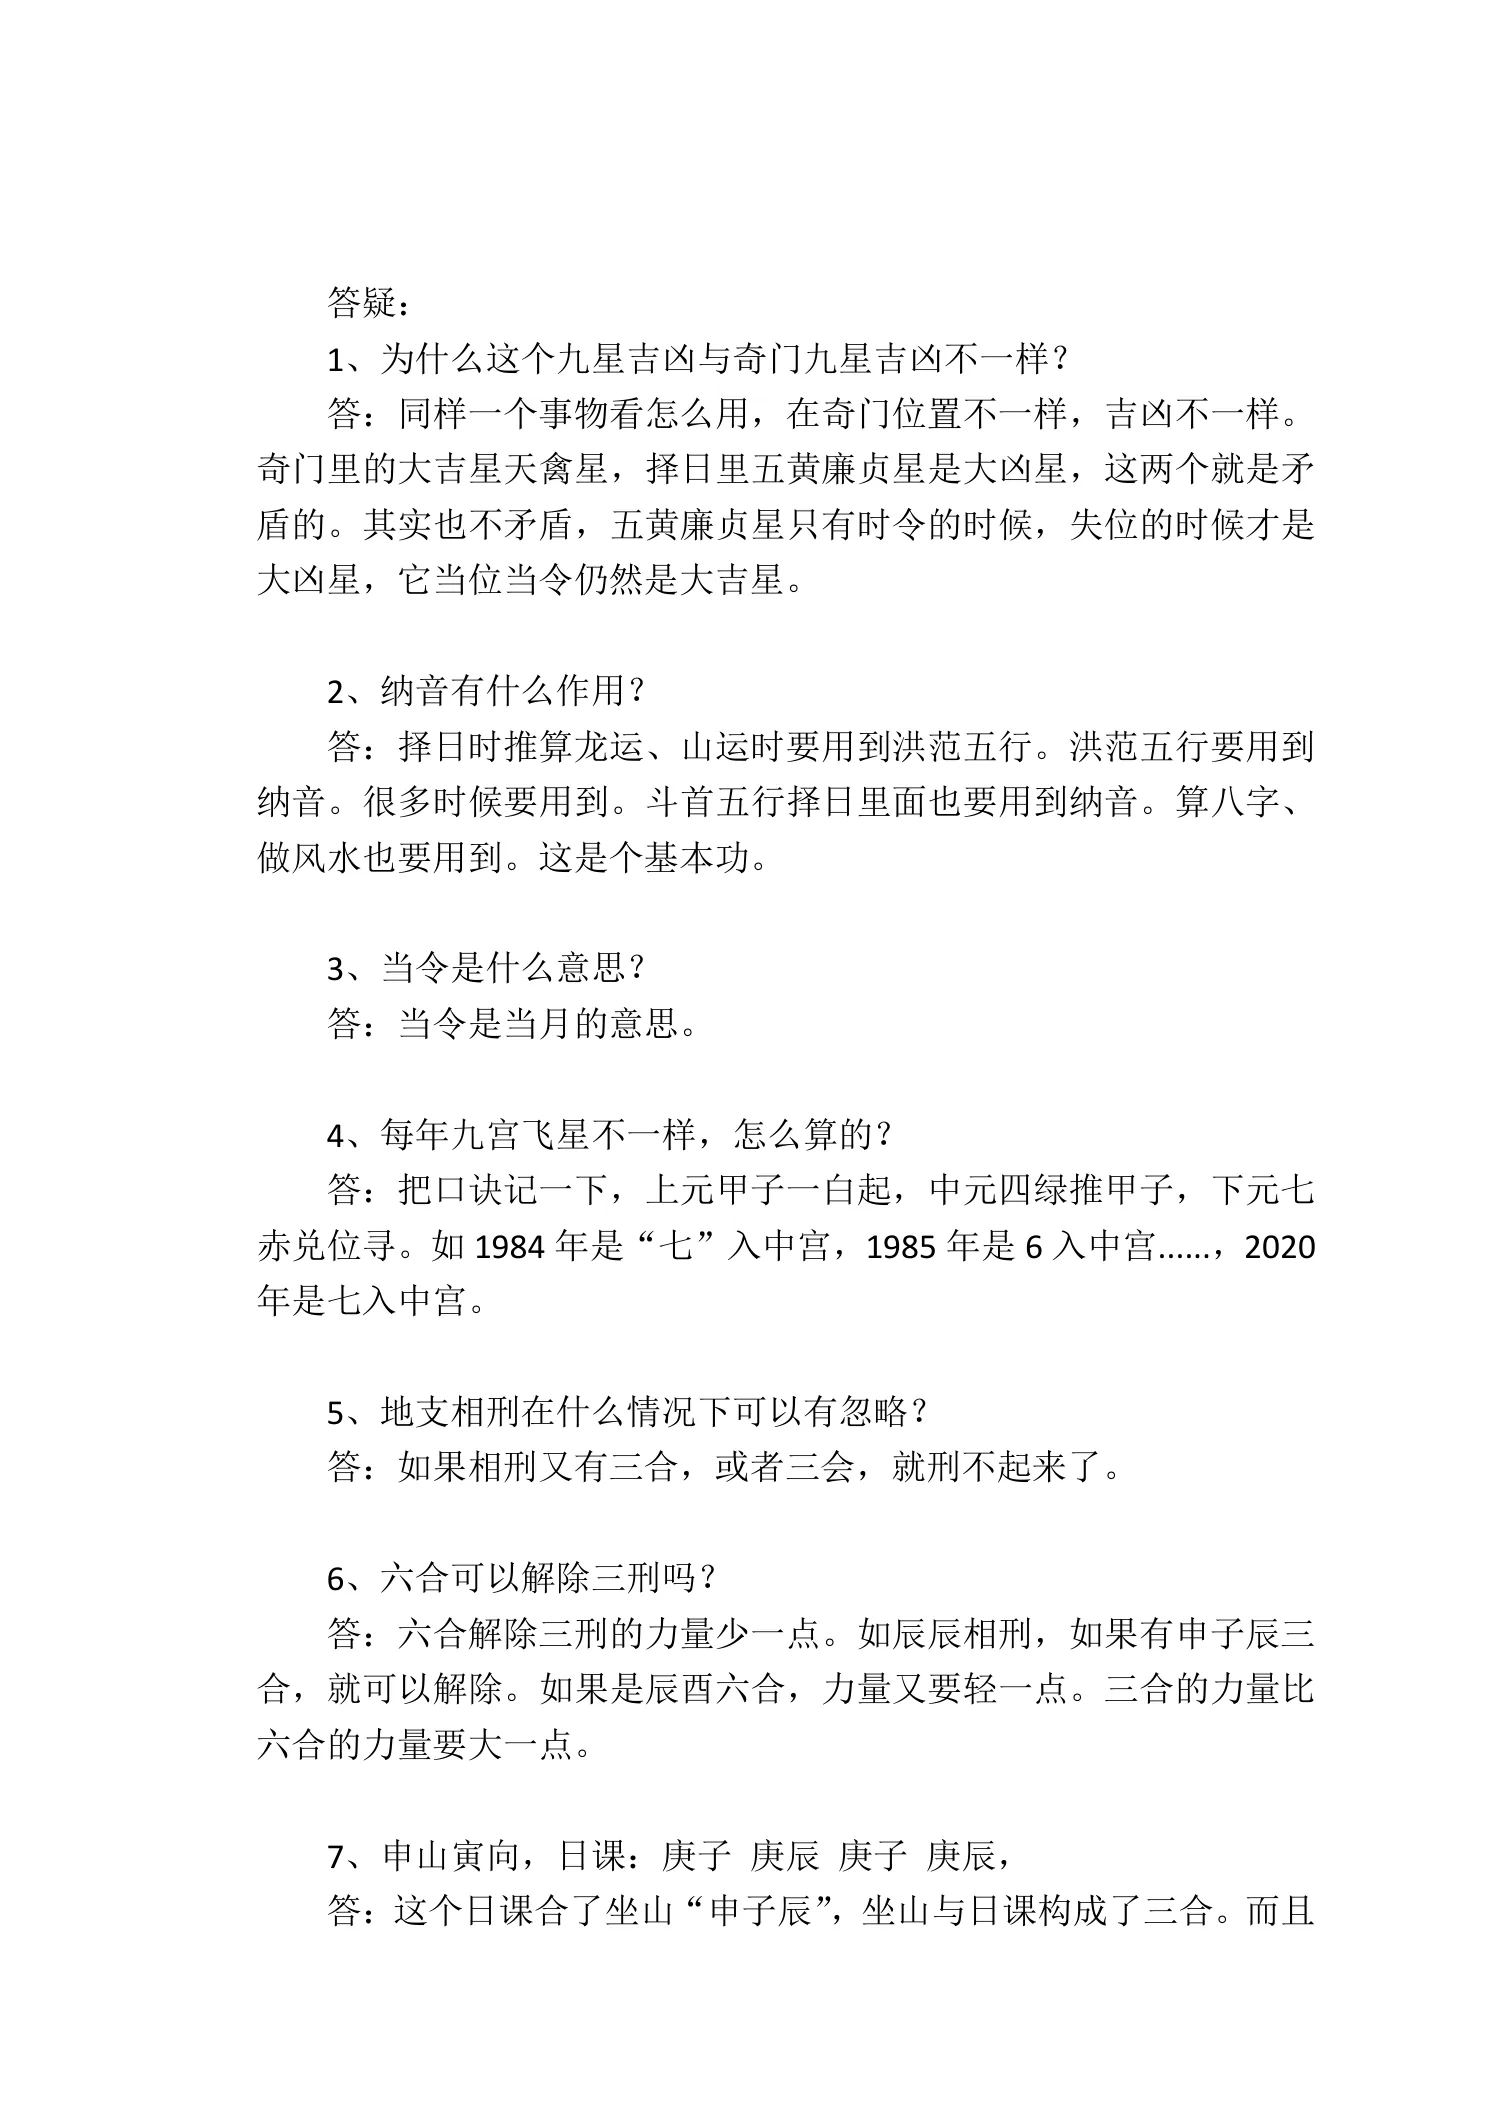 答疑：
1、为什么这个九星吉凶与奇门九星吉凶不一样？
答：同样一个事物看怎么用，在奇门位置不一样，吉凶不一样。
奇门里的大吉星天禽星，择日里五黄廉贞星是大凶星，这两个就是矛
盾的。其实也不矛盾，五黄廉贞星只有时令的时候，失位的时候才是
大凶星，它当位当令仍然是大吉星。
2、纳音有什么作用？
答：择日时推算龙运、山运时要用到洪范五行。洪范五行要用到
纳音。很多时候要用到。斗首五行择日里面也要用到纳音。算八字、
做风水也要用到。这是个基本功。
3、当令是什么意思？
答：当令是当月的意思。
4、每年九宫飞星不一样，怎么算的？
答：把口诀记一下，上元甲子一白起，中元四绿推甲子，下元七
赤兑位寻。如 1984 年是“七”入中宫，1985 年是 6 入中宫......，2020
年是七入中宫。
5、地支相刑在什么情况下可以有忽略？
答：如果相刑又有三合，或者三会，就刑不起来了。
6、六合可以解除三刑吗？
答：六合解除三刑的力量少一点。如辰辰相刑，如果有申子辰三
合，就可以解除。如果是辰酉六合，力量又要轻一点。三合的力量比
六合的力量要大一点。
7、申山寅向，日课：庚子 庚辰 庚子 庚辰，
答：这个日课合了坐山“申子辰”，坐山与日课构成了三合。而且